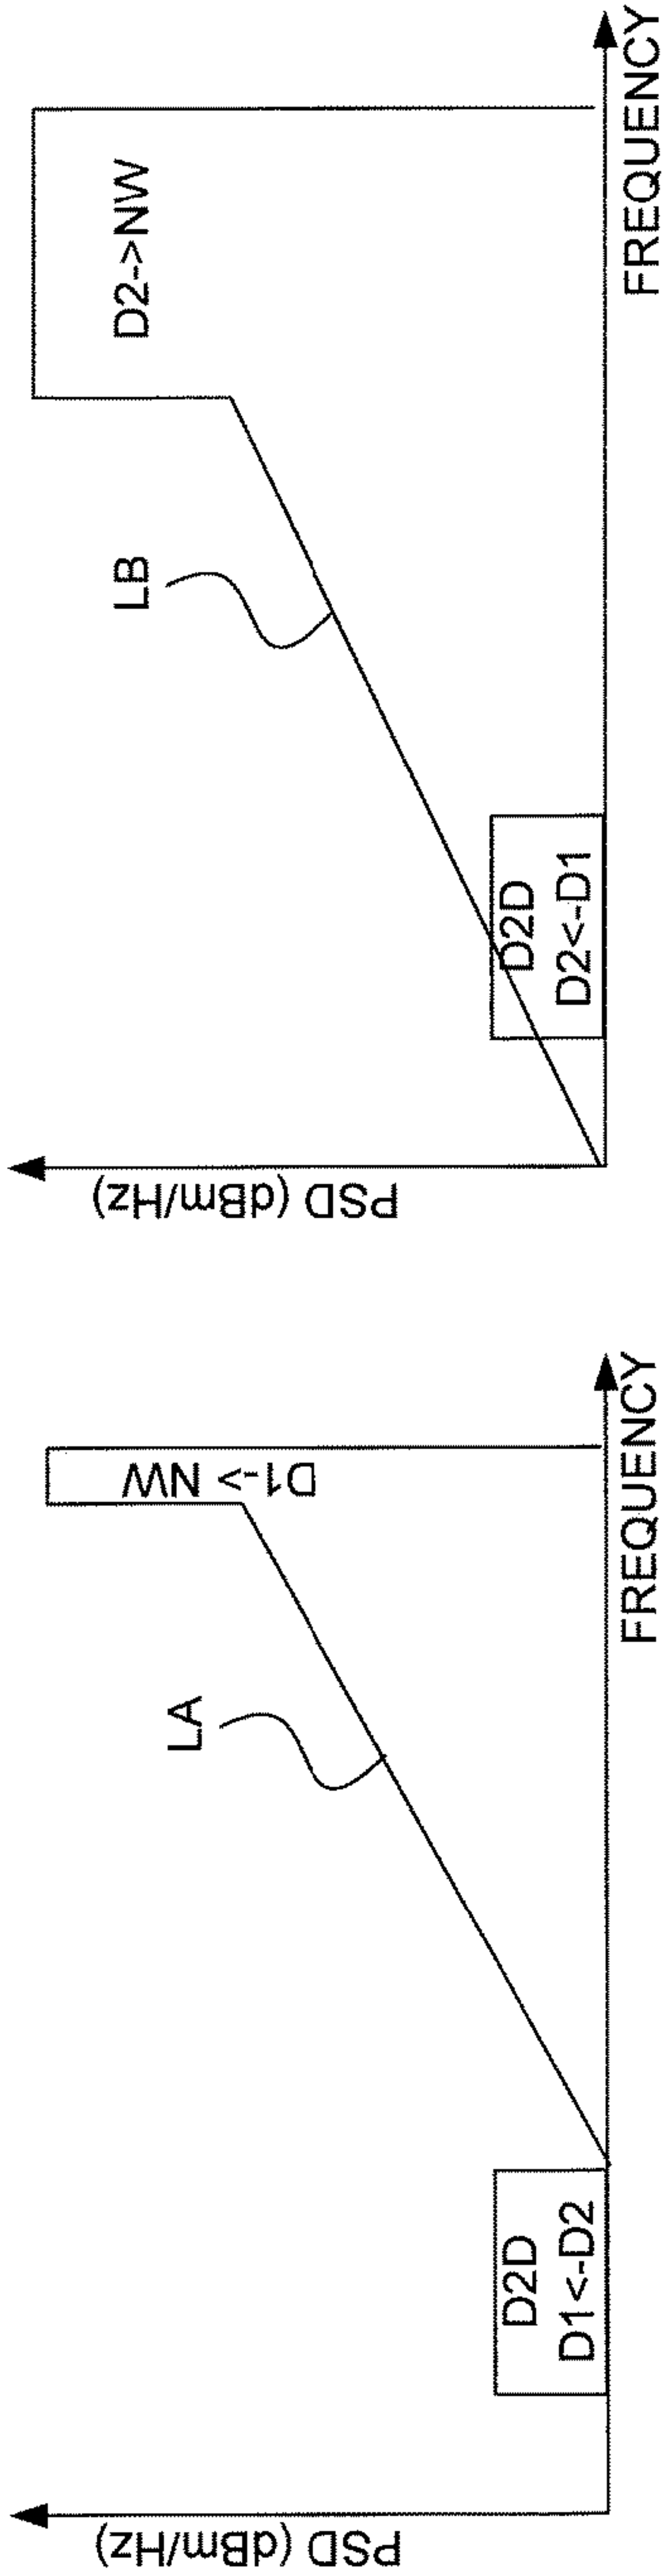 PSD (dBm/Hz)
D2D
D1<-D2
LA
D1-> NW
FREQUENCY
PSD (dBm/Hz)
D2D
D2<-D1
LB
D2->NW
FREQUENCY